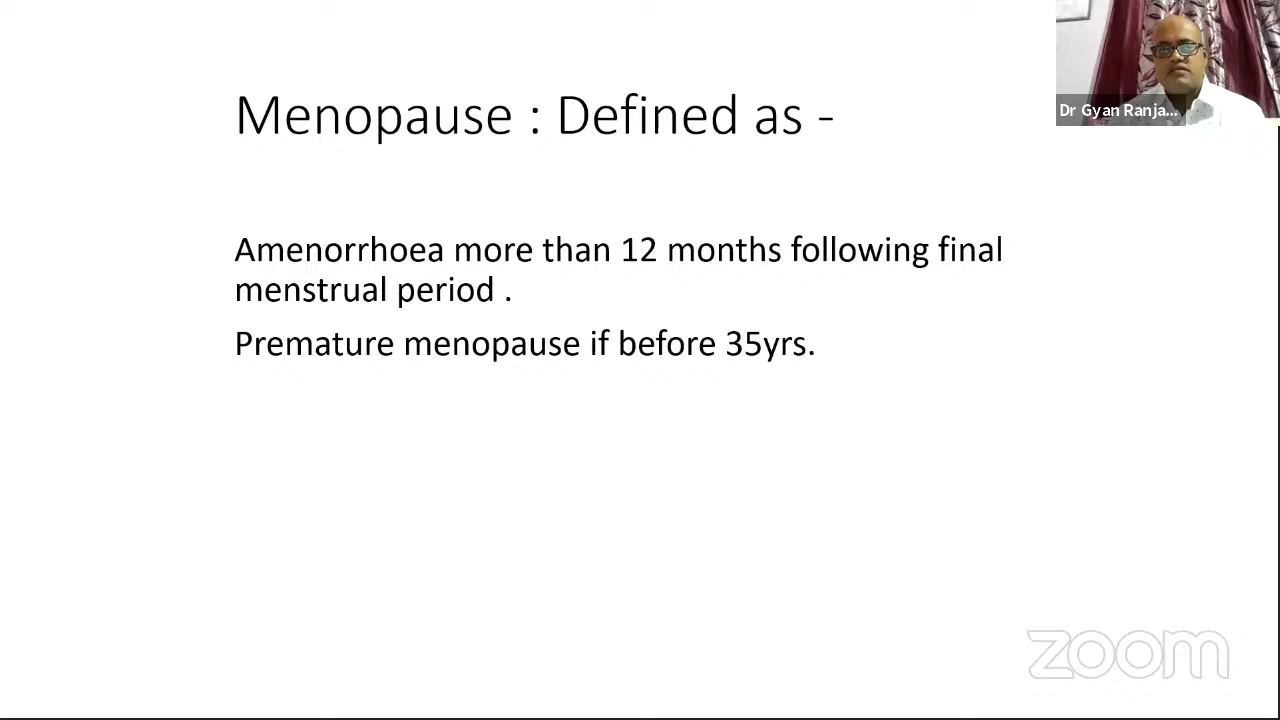 Menopause : Defined as -
Dr Gyan Ranja...
Amenorrhoea more than 12 months following final
menstrual period .
Premature menopause if before 35yrs.
zoom